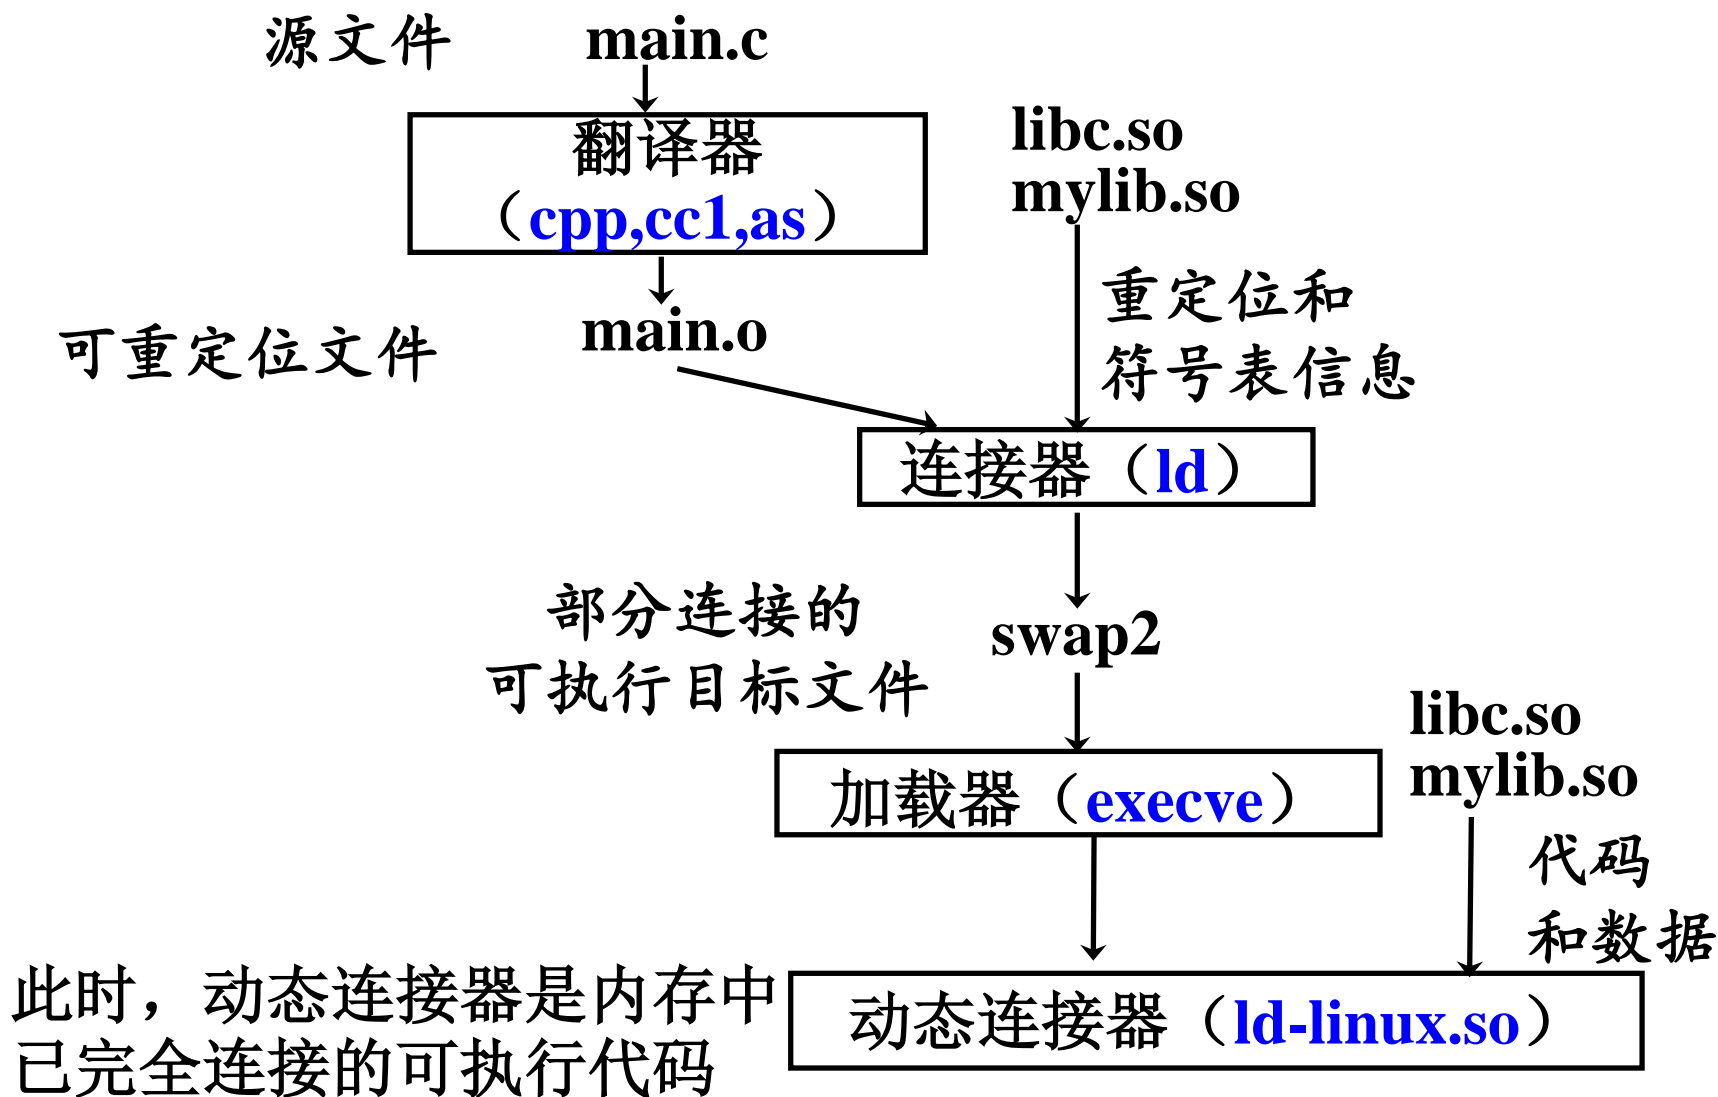 源文件 main.c
翻译器
（cpp,cc1,as）
libc.so
mylib.so
可重定位文件 main.o
重定位和
符号表信息
连接器（ld）
部分连接的
可执行目标文件
swap2
加载器（execve）
libc.so
mylib.so
代码
和数据
动态连接器（ld-linux.so）
此时，动态连接器是内存中
已完全连接的可执行代码